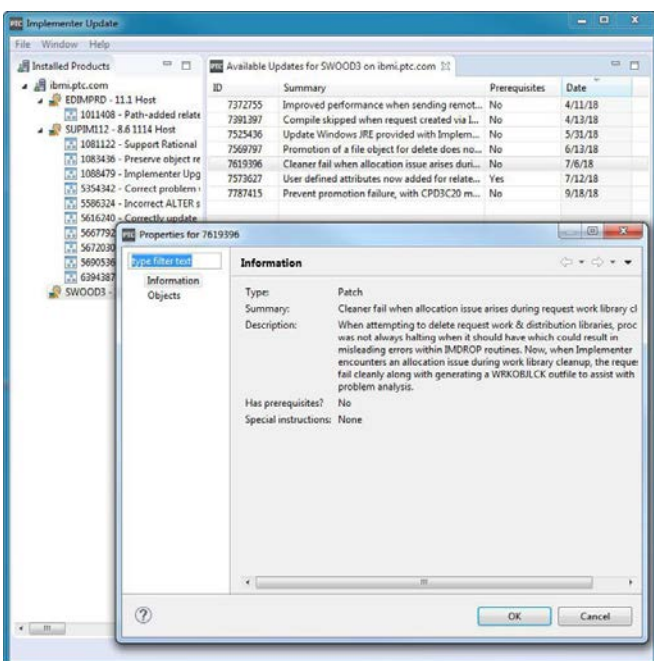 PTC Implementer Update
File Window Help
Installed Products
ibmi.ptc.com
EDIMPRD - 11.1 Host
1011408 - Path-added relate
SUPIM112 - 8.6 1114 Host
1081122 - Support Rational
1083436 - Preserve object re
1088479 - Implementer Upg
5354342 - Correct problem
5586324 - Incorrect ALTER s
5616240 - Correctly update
5667792
5672030
5690536
6394387
SWOOD3 -
PTC Available Updates for SWOOD3 on ibmi.ptc.com
ID Summary Prerequisites Date
7372755 Improved performance when sending remot... No 4/11/18
7391397 Compile skipped when request created via I... No 4/13/18
7525436 Update Windows JRE provided with Implem... No 5/31/18
7569797 Promotion of a file object for delete does no... No 6/13/18
7619396 Cleaner fail when allocation issue arises duri... No 7/6/18
7573627 User defined attributes now added for relate... Yes 7/12/18
7787415 Prevent promotion failure, with CPD3C20 m... No 9/18/18
PTC Properties for 7619396
type filter text
Information
Objects
Information
Type: Patch
Summary: Cleaner fail when allocation issue arises during request work library cl
Description: When attempting to delete request work & distribution libraries, proc
was not always halting when it should have which could result in
misleading errors within IMDROP routines. Now, when Implementer
encounters an allocation issue during work library cleanup, the reque
fail cleanly along with generating a WRKOBJLCK outfile to assist with
problem analysis.
Has prerequisites? No
Special instructions: None
OK Cancel